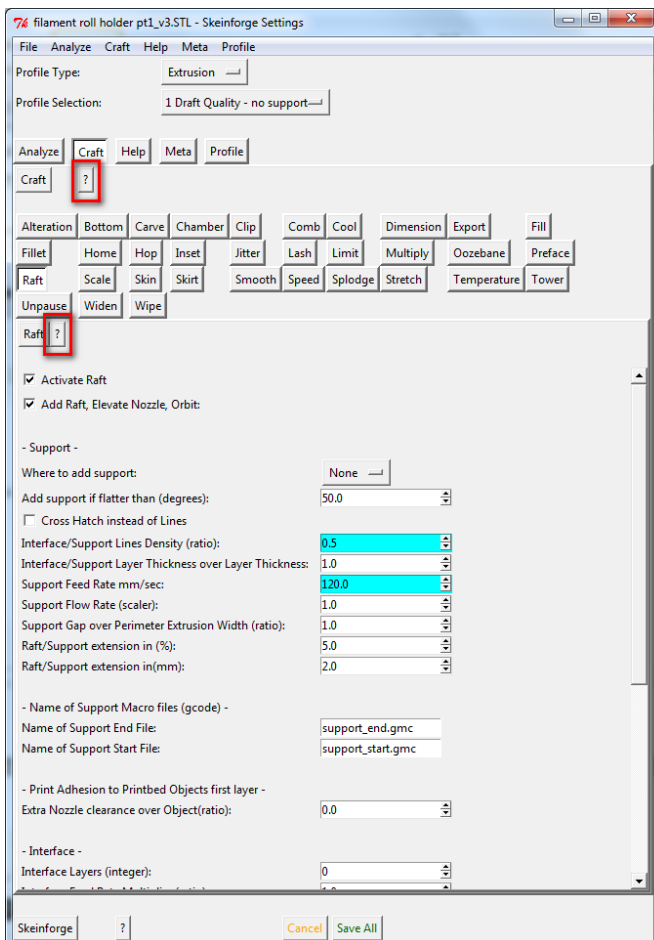 filament roll holder pt1_v3.STL - Skeinforge Settings
File Analyze Craft Help Meta Profile
Profile Type: Extrusion
Profile Selection: 1 Draft Quality - no support
Analyze Craft Help Meta Profile
Craft ?
Alteration Bottom Carve Chamber Clip Comb Cool Dimension Export Fill
Fillet Home Hop Inset Jitter Lash Limit Multiply Oozebane Preface
Raft Scale Skin Skirt Smooth Speed Splodge Stretch Temperature Tower
Unpause Widen Wipe
Raft ?
Activate Raft
Add Raft, Elevate Nozzle, Orbit:
- Support -
Where to add support: None
Add support if flatter than (degrees): 50.0
Cross Hatch instead of Lines
Interface/Support Lines Density (ratio): 0.5
Interface/Support Layer Thickness over Layer Thickness: 1.0
Support Feed Rate mm/sec: 120.0
Support Flow Rate (scaler): 1.0
Support Gap over Perimeter Extrusion Width (ratio): 1.0
Raft/Support extension in (%): 5.0
Raft/Support extension in(mm): 2.0
- Name of Support Macro files (gcode) -
Name of Support End File: support_end.gmc
Name of Support Start File: support_start.gmc
- Print Adhesion to Printbed Objects first layer -
Extra Nozzle clearance over Object(ratio): 0.0
- Interface -
Interface Layers (integer): 0
Skeinforge ? Cancel Save All